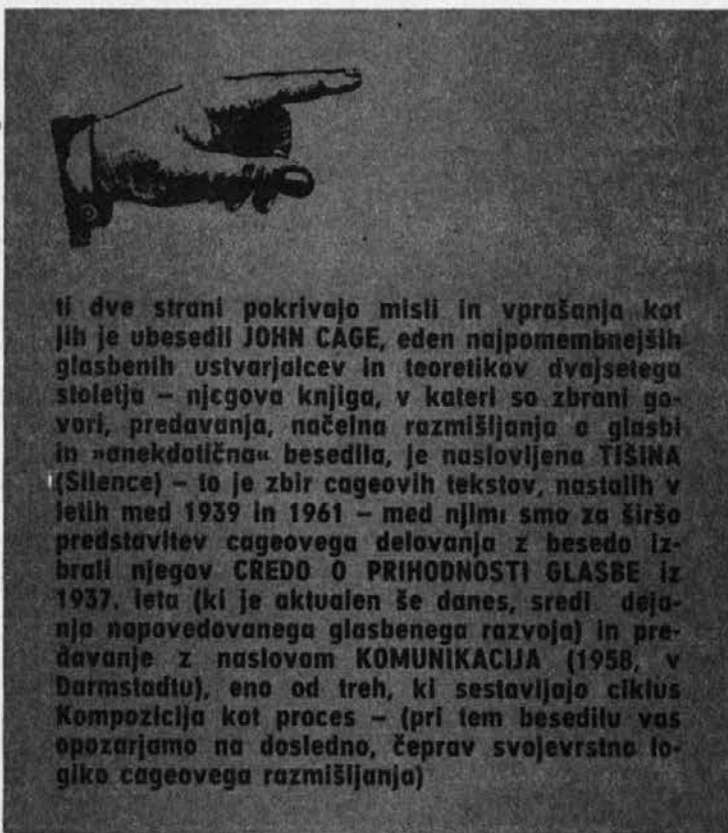 ti dve strani pokrivajo misli in vprašanja kot
jih je ubesedil JOHN CAGE, eden najpomembnejših
glasbenih ustvarjalcev in teoretikov dvajsetega
stoletja – njegova knjiga, v kateri so zbrani go-
vori, predavanja, načelna razmišljanja o glasbi
in »anekdotična« besedila, je naslovljena TIŠINA
(Silence) – to je zbir cageovih tekstov, nastalih v
letih med 1939 in 1961 – med njimi smo za širšo
predstavitev cageovega delovanja z besedo iz-
brali njegov CREDO O PRIHODNOSTI GLASBE iz
1937. leta (ki je aktualen še danes, sredi deja-
nja napovedovanega glasbenega razvoja) in pre-
davanje z naslovom KOMUNIKACIJA (1958, v
Darmstadtu), eno od treh, ki sestavljajo ciklus
Kompozicija kot proces – (pri tem besedilu vas
opozarjamo na dosledno, čeprav svojevrstno lo-
giko cageovega razmišljanja)